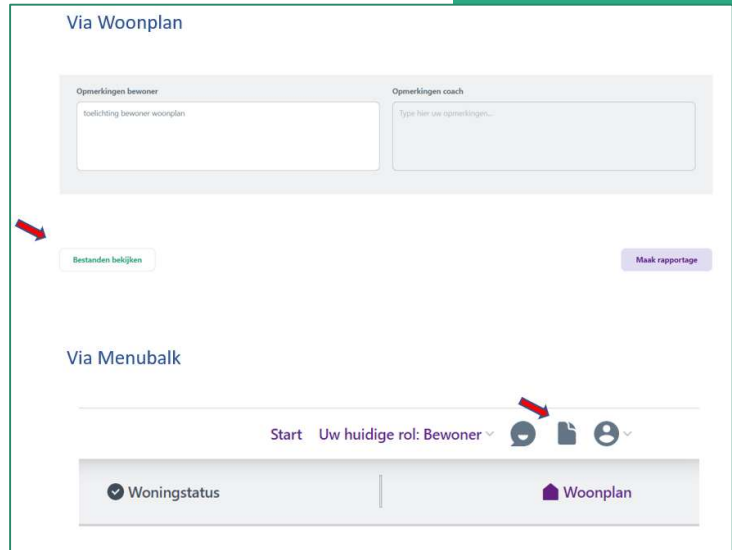 Via Woonplan
Opmerkingen bewoner
Opmerkingen coach
toelichting bewoner woonplan
Type hier uw opmerkingen...
Bestanden bekijken
Maak rapportage
Via Menubalk
Start Uw huidige rol: Bewoner
Woningstatus
Woonplan